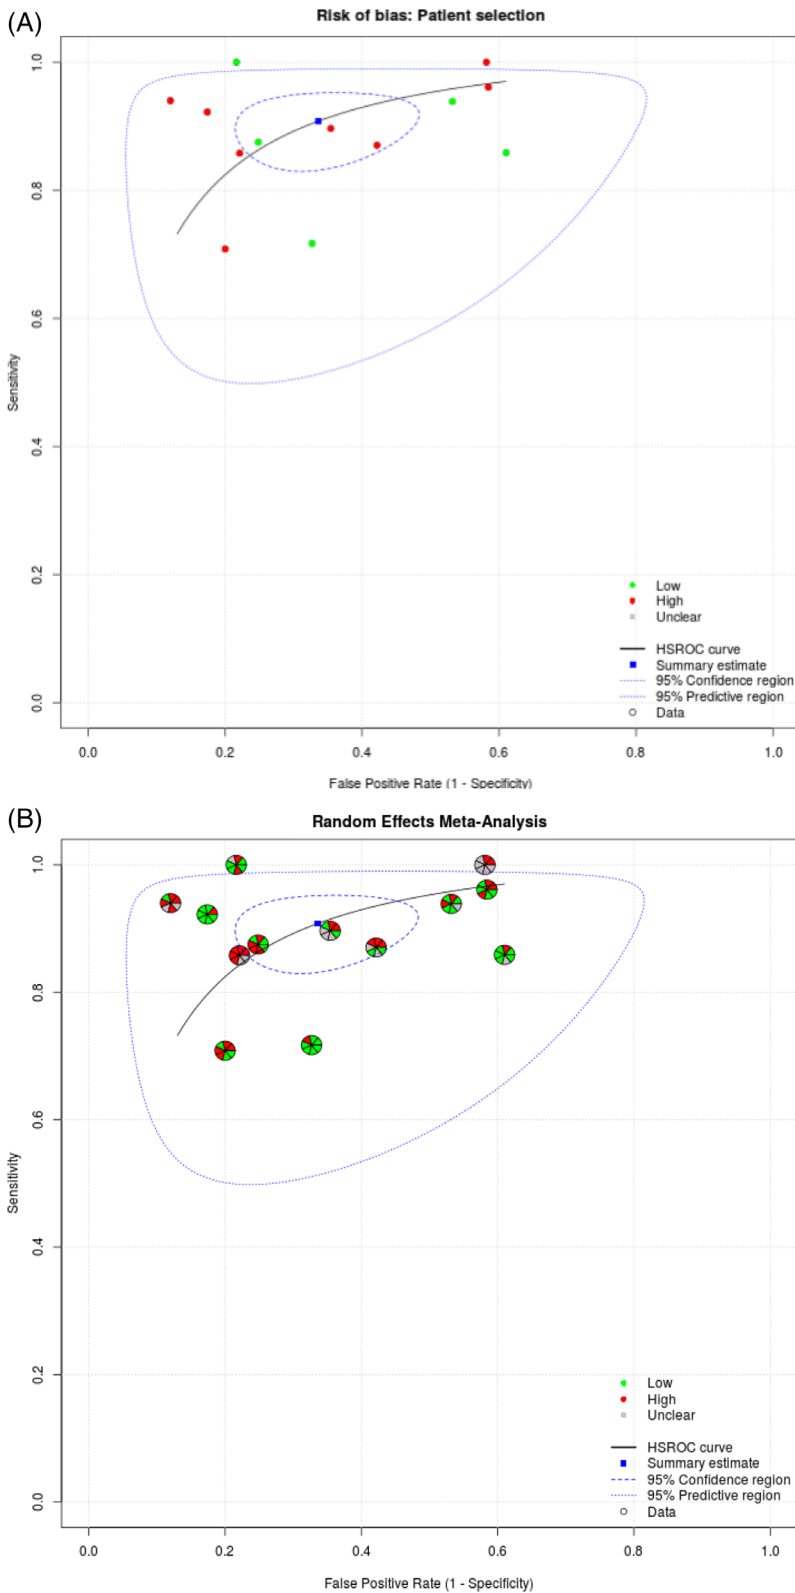 (A)
Risk of bias: Patient selection
1.0
0.8
0.6
0.4
0.2
0.0
Sensitivity
Low
High
Unclear
HSROC curve
Summary estimate
95% Confidence region
95% Predictive region
Data
0.0 0.2 0.4 0.6 0.8 1.0
False Positive Rate (1 - Specificity)
(B)
Random Effects Meta-Analysis
1.0
0.8
0.6
0.4
0.2
0.0
Sensitivity
Low
High
Unclear
HSROC curve
Summary estimate
95% Confidence region
95% Predictive region
Data
0.0 0.2 0.4 0.6 0.8 1.0
False Positive Rate (1 - Specificity)